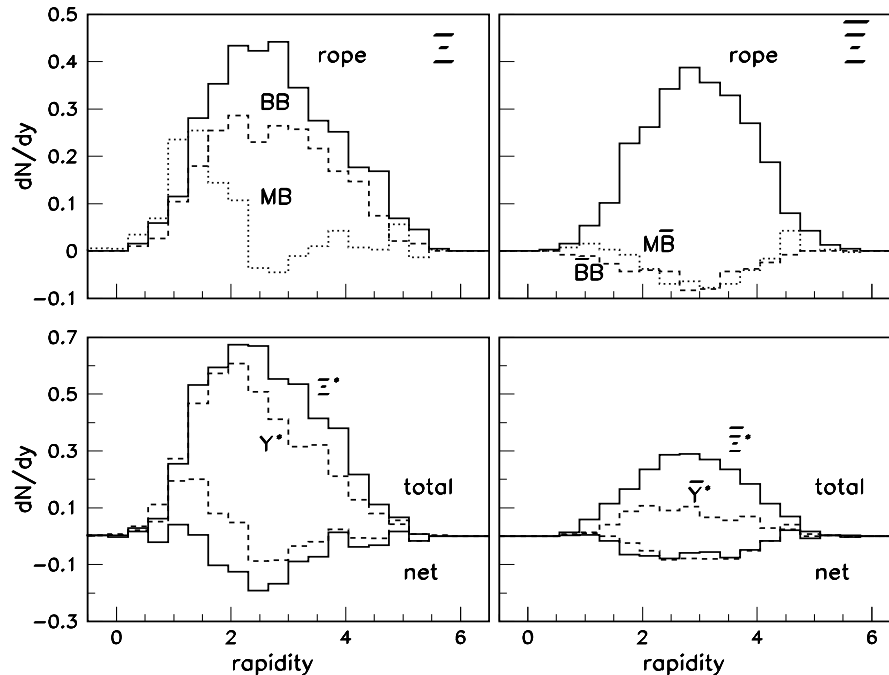 0.5
0.4
0.3
0.2
0.1
0
−0.1
dN/dy
rope
Ξ
BB
MB
rope
Ξ̅
MB̅
B̅B
0.7
0.5
0.3
0.1
−0.1
−0.3
dN/dy
Ξ*
Y*
total
net
0 2 4 6
rapidity
Ξ̅*
Y̅*
total
net
0 2 4 6
rapidity